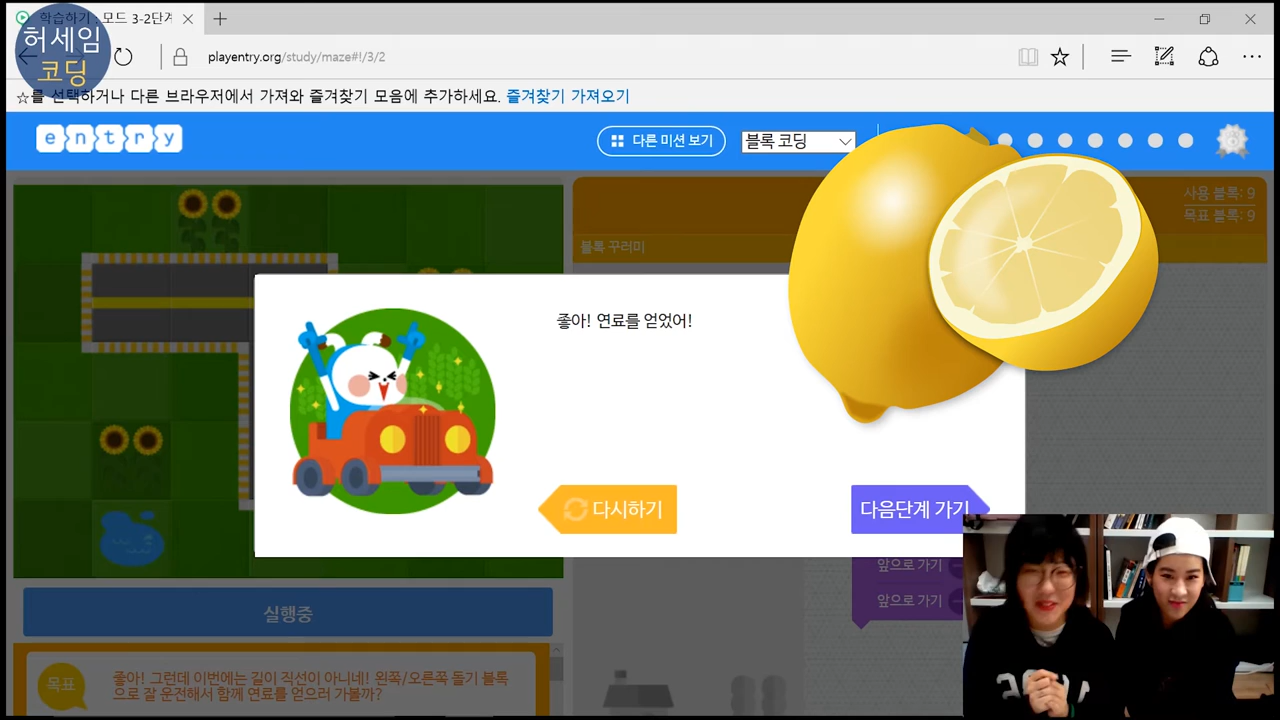 학습하기 : 모드 3-2단계
허세임
코딩
playentry.org/study/maze#!/3/2
☆를 선택하거나 다른 브라우저에서 가져와 즐겨찾기 모음에 추가하세요. 즐겨찾기 가져오기
entry
다른 미션 보기
블록 코딩
사용 블록: 9
목표 블록: 9
블록 꾸러미
좋아! 연료를 얻었어!
다시하기
다음단계 가기
앞으로 가기
앞으로 가기
실행중
목표
좋아! 그런데 이번에는 길이 직선이 아니네! 왼쪽/오른쪽 돌기 블록
으로 잘 운전해서 함께 연료를 얻으러 가볼까?